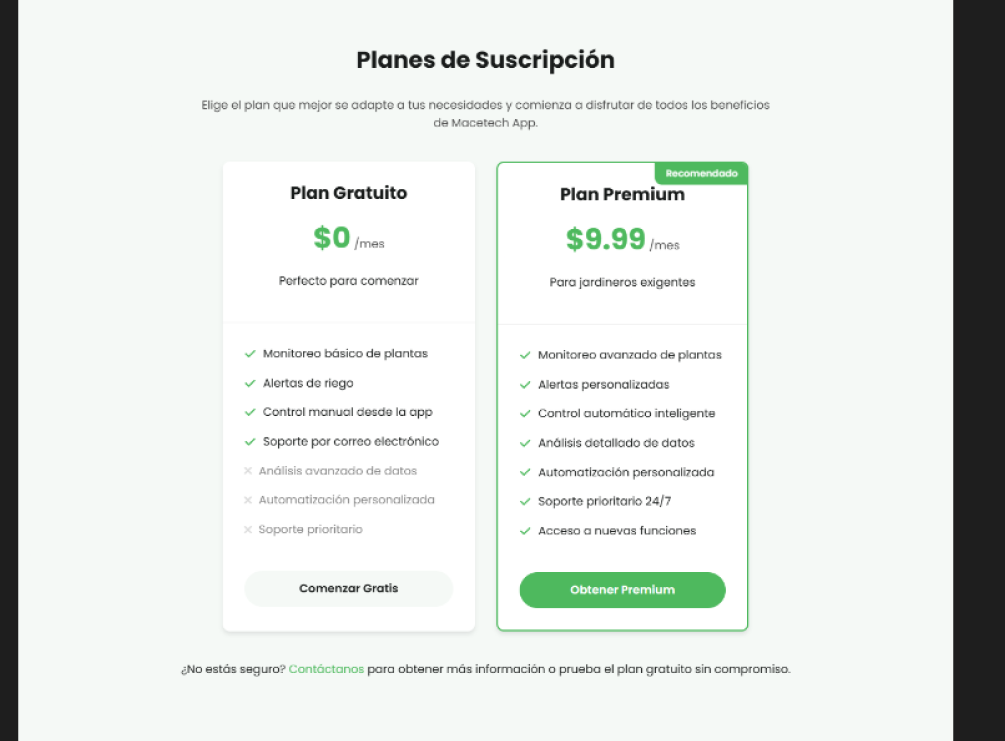 Planes de Suscripción
Elige el plan que mejor se adapte a tus necesidades y comienza a disfrutar de todos los beneficios
de Macetech App.
Plan Gratuito
$0 /mes
Perfecto para comenzar
Monitoreo básico de plantas
Alertas de riego
Control manual desde la app
Soporte por correo electrónico
Análisis avanzado de datos
Automatización personalizada
Soporte prioritario
Comenzar Gratis
Recomendado
Plan Premium
$9.99 /mes
Para jardineros exigentes
Monitoreo avanzado de plantas
Alertas personalizadas
Control automático inteligente
Análisis detallado de datos
Automatización personalizada
Soporte prioritario 24/7
Acceso a nuevas funciones
Obtener Premium
¿No estás seguro? Contáctanos para obtener más información o prueba el plan gratuito sin compromiso.